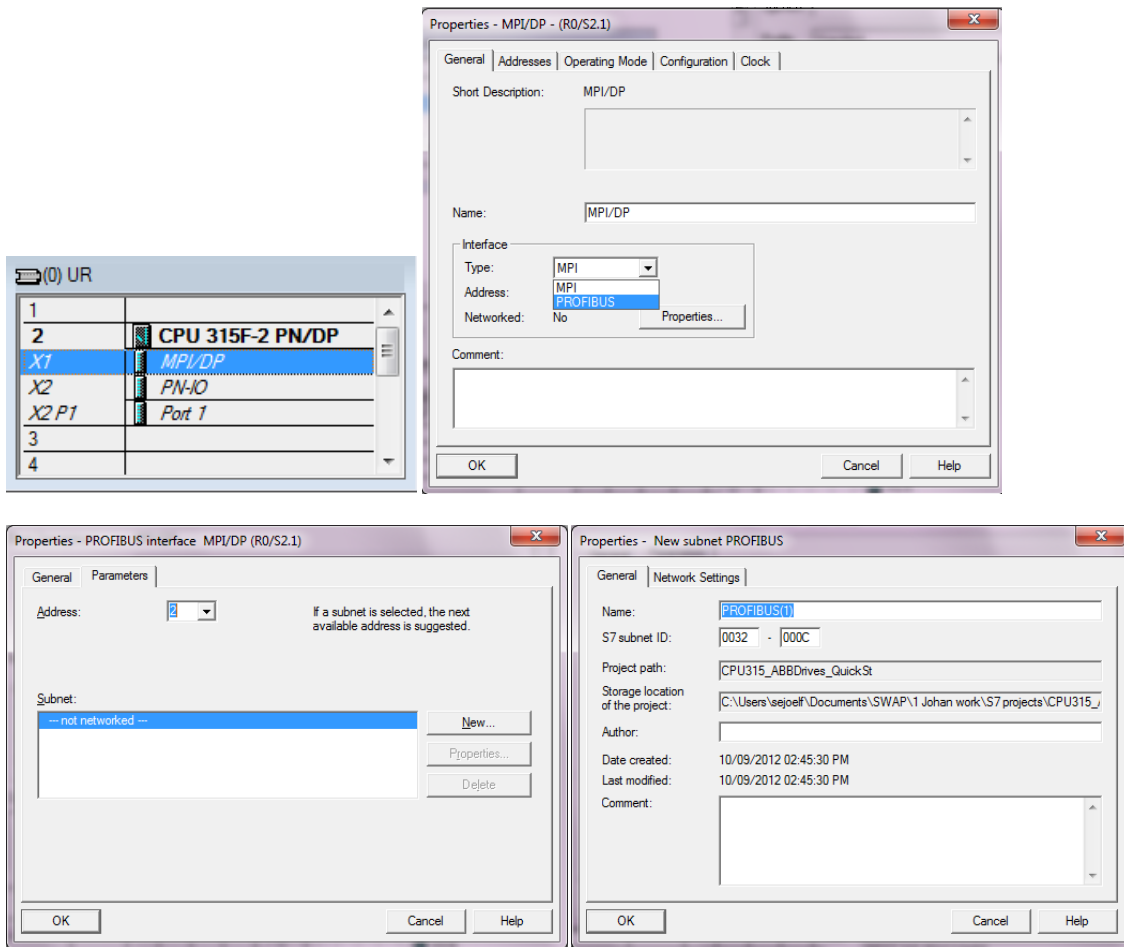 (0) UR
1
2 CPU 315F-2 PN/DP
X1 MPI/DP
X2 PN-IO
X2 P1 Port 1
3
4
Properties - MPI/DP - (R0/S2.1)
General Addresses Operating Mode Configuration Clock
Short Description: MPI/DP
Name: MPI/DP
Interface
Type: MPI
MPI
Address:
PROFIBUS
Networked: No Properties...
Comment:
OK Cancel Help
Properties - PROFIBUS interface MPI/DP (R0/S2.1)
General Parameters
Address: 2 If a subnet is selected, the next
available address is suggested.
Subnet:
--- not networked ---
New...
Properties...
Delete
OK Cancel Help
Properties - New subnet PROFIBUS
General Network Settings
Name: PROFIBUS(1)
S7 subnet ID: 0032 - 000C
Project path: CPU315_ABBDrives_QuickSt
Storage location
of the project: C:\Users\sejoelf\Documents\SWAP\1 Johan work\S7 projects\CPU315_
Author:
Date created: 10/09/2012 02:45:30 PM
Last modified: 10/09/2012 02:45:30 PM
Comment:
OK Cancel Help